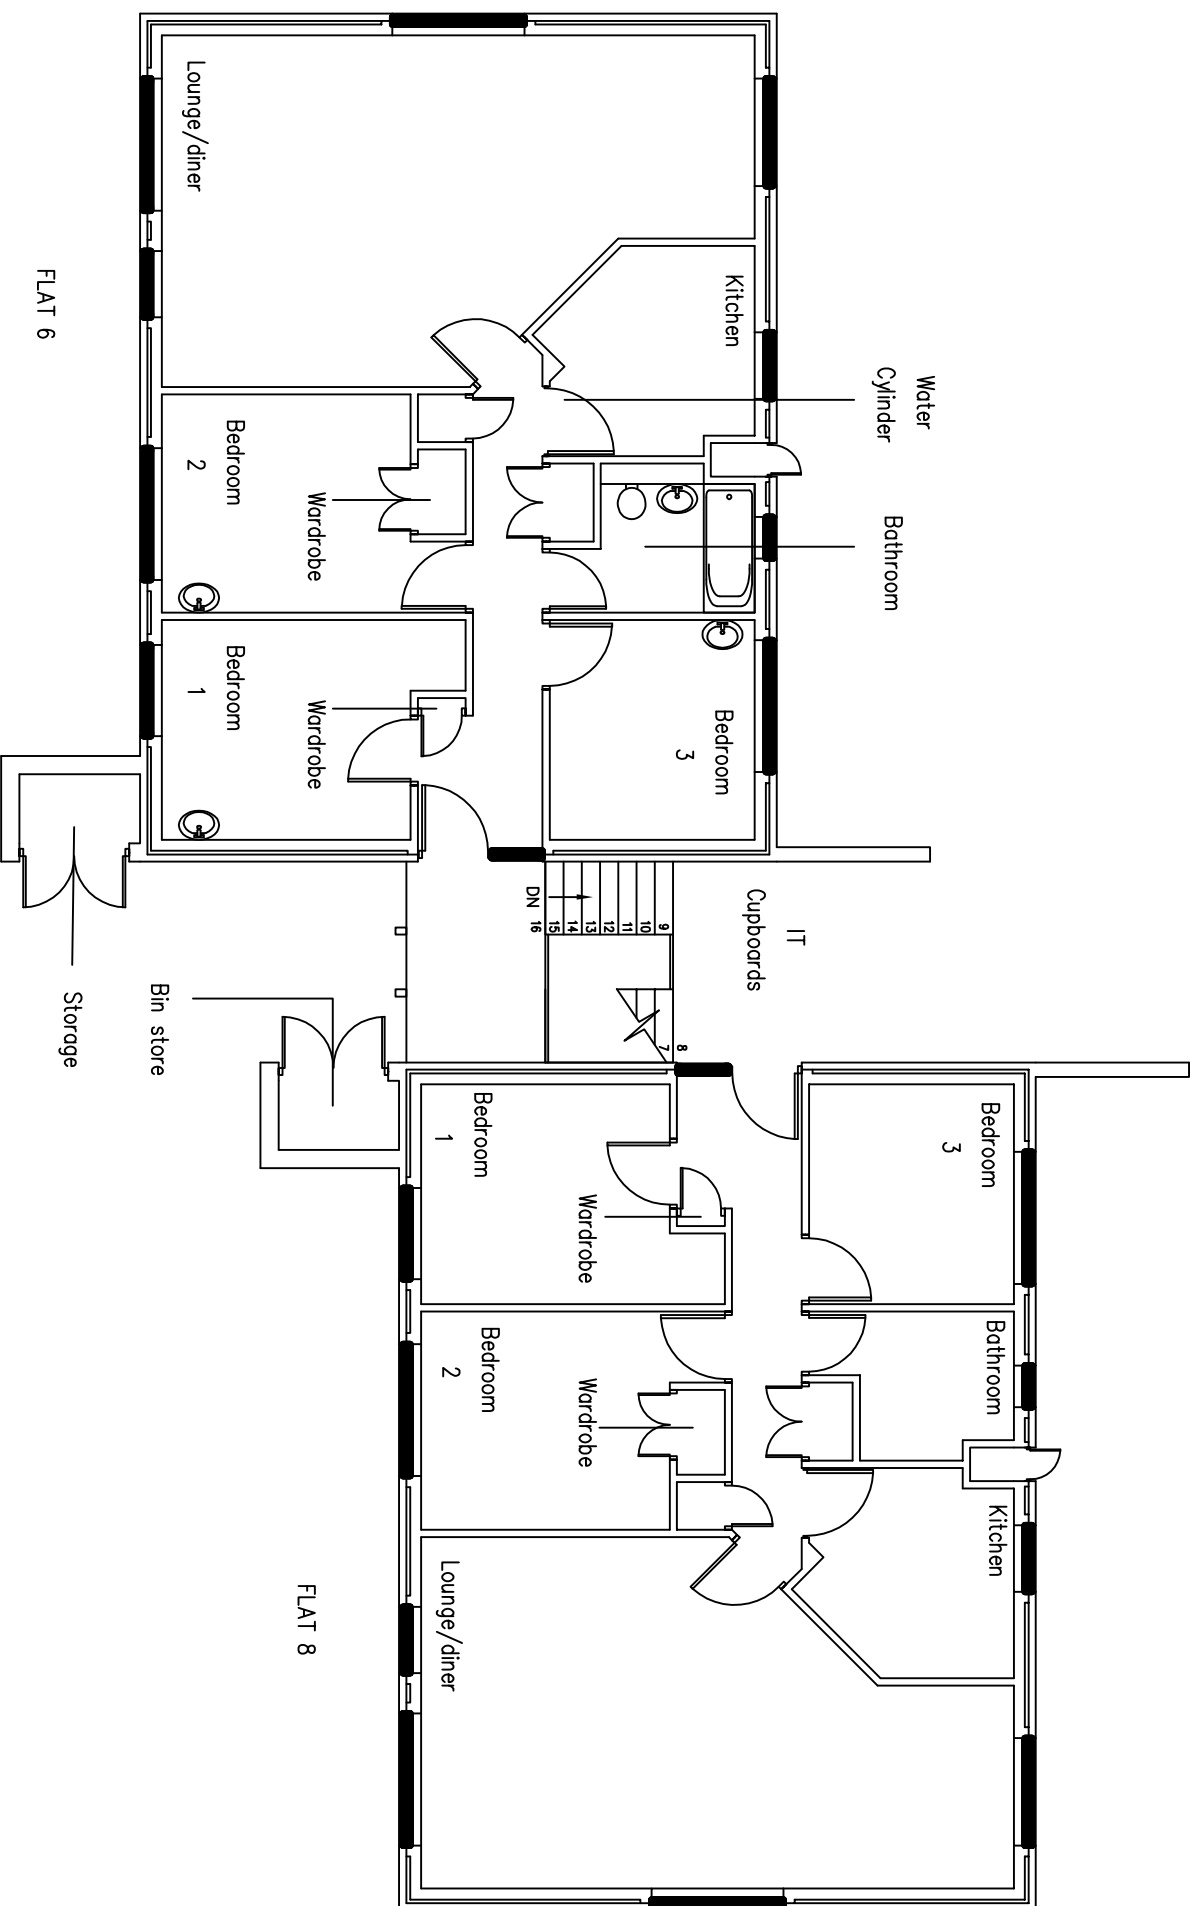 Lounge/diner
FLAT 6
Kitchen
Water
Cylinder
Bathroom
Bedroom
2
Wardrobe
Bedroom
1
Wardrobe
Bedroom
3
IT
Cupboards
DN
16
15
14
13
12
11
10
9
8
7
Storage
Bin store
Bedroom
1
Wardrobe
Bedroom
3
Bedroom
2
Wardrobe
Bathroom
Kitchen
Lounge/diner
FLAT 8